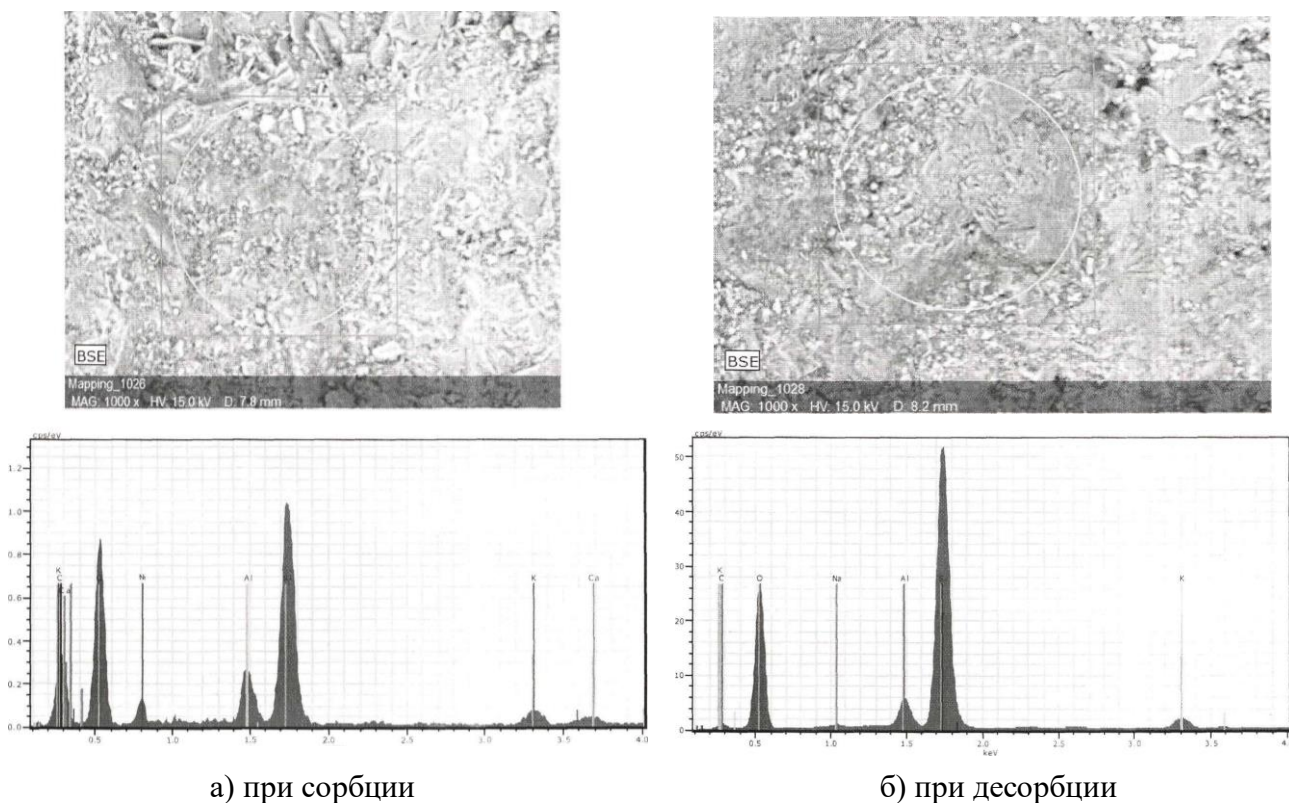 BSE
Mapping_1026
MAG: 1000 x HV: 15.0 kV D: 7.8 mm
BSE
Mapping_1028
MAG: 1000 x HV: 15.0 kV D: 8.2 mm
cps/eV
1.2
1.0
0.8
0.6
0.4
0.2
0.0
K
C
Ca
Ni
Al
K
Ca
0.5 1.0 1.5 2.0 2.5 3.0 3.5 4.0
cps/eV
50
40
30
20
10
0
K
C
O
Na
Al
K
0.5 1.0 1.5 2.0 2.5 3.0 3.5 4.
keV
а) при сорбции
б) при десорбции